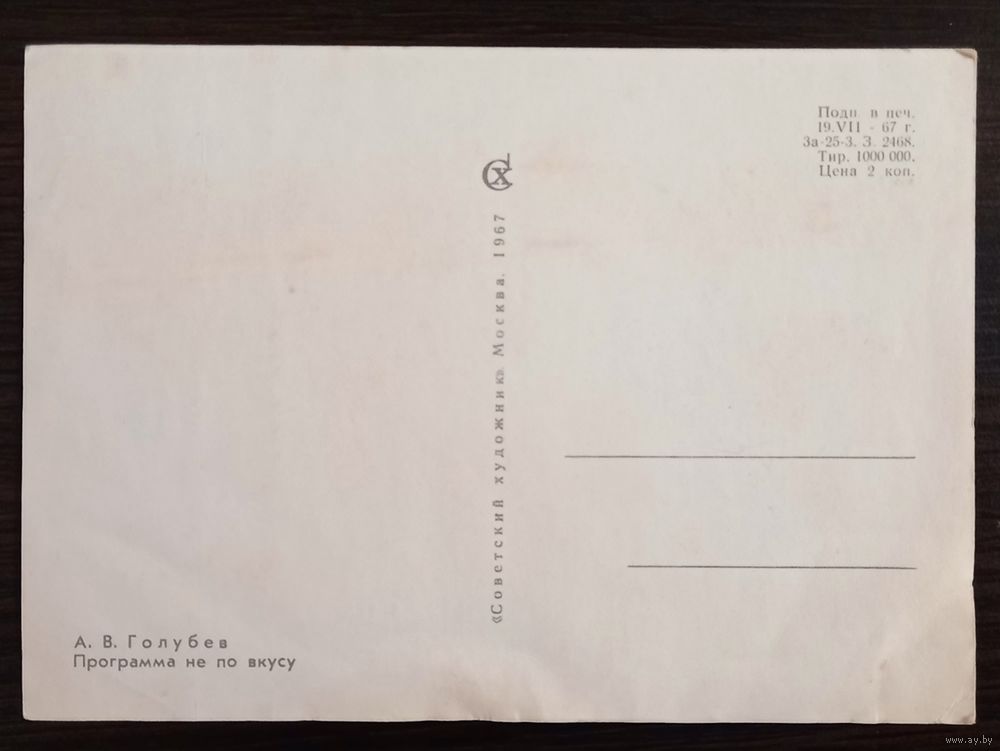 Подп. в печ.
19.VII - 67 г.
За-25-3. З. 2468.
Тир. 1000 000.
Цена 2 коп.
СХ
«Советский художник» Москва. 1967
А. В. Голубев
Программа не по вкусу
www.ay.by